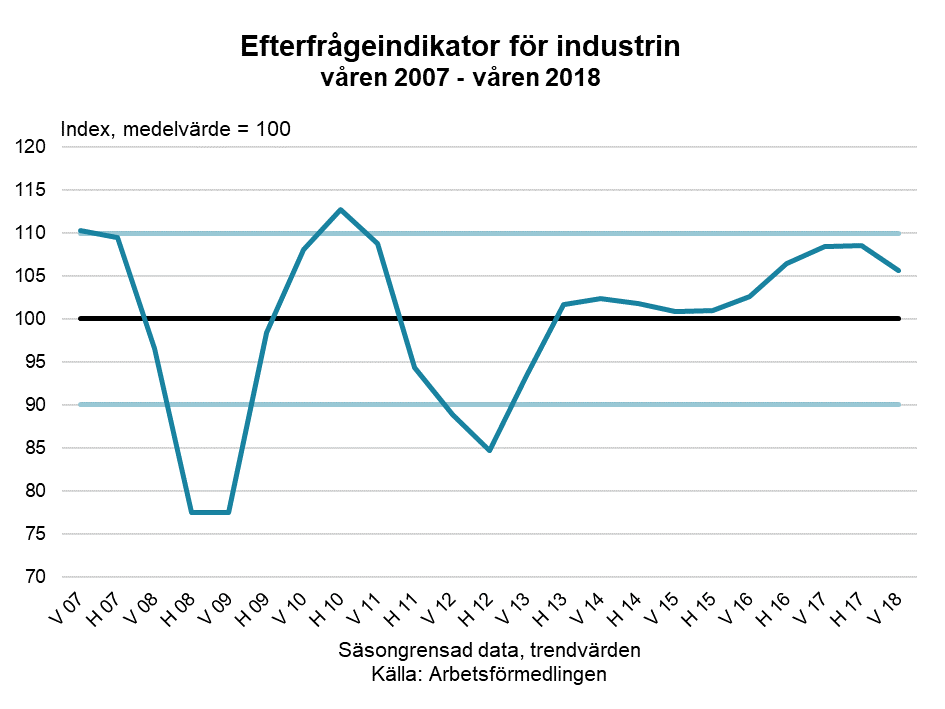 Efterfrågeindikator för industrin
våren 2007 - våren 2018
Index, medelvärde = 100
120
115
110
105
100
95
90
85
80
75
70
V 07
H 07
V 08
H 08
V 09
H 09
V 10
H 10
V 11
H 11
V 12
H 12
V 13
H 13
V 14
H 14
V 15
H 15
V 16
H 16
V 17
H 17
V 18
Säsongrensad data, trendvärden
Källa: Arbetsförmedlingen